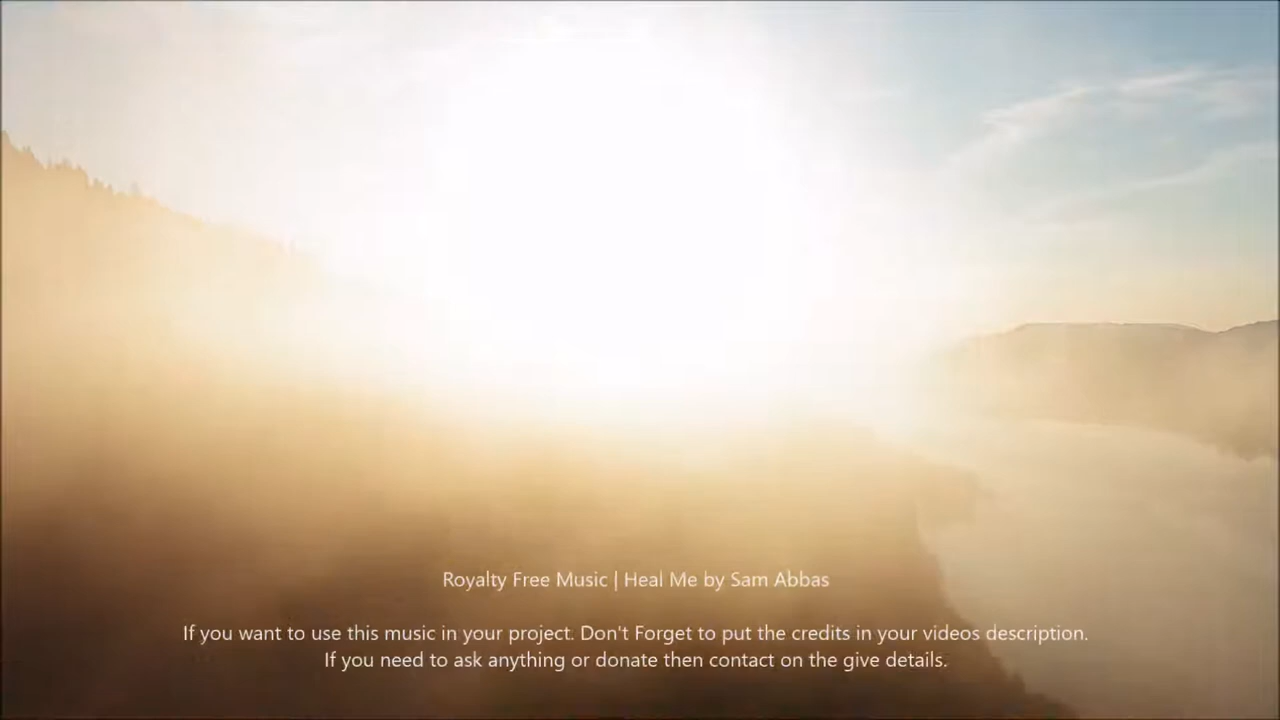 Royalty Free Music | Heal Me by Sam Abbas
If you want to use this music in your project. Don't Forget to put the credits in your videos description.
If you need to ask anything or donate then contact on the give details.